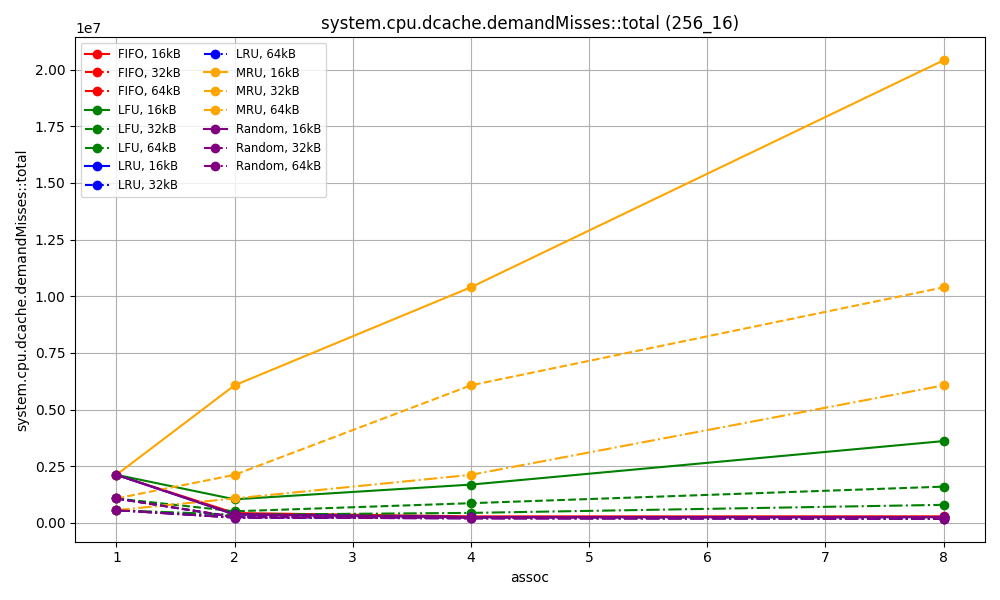 system.cpu.dcache.demandMisses::total (256_16)
1e7
FIFO, 16kB
FIFO, 32kB
FIFO, 64kB
LFU, 16kB
LFU, 32kB
LFU, 64kB
LRU, 16kB
LRU, 32kB
LRU, 64kB
MRU, 16kB
MRU, 32kB
MRU, 64kB
Random, 16kB
Random, 32kB
Random, 64kB
system.cpu.dcache.demandMisses::total
2.00
1.75
1.50
1.25
1.00
0.75
0.50
0.25
0.00
1 2 3 4 5 6 7 8
assoc